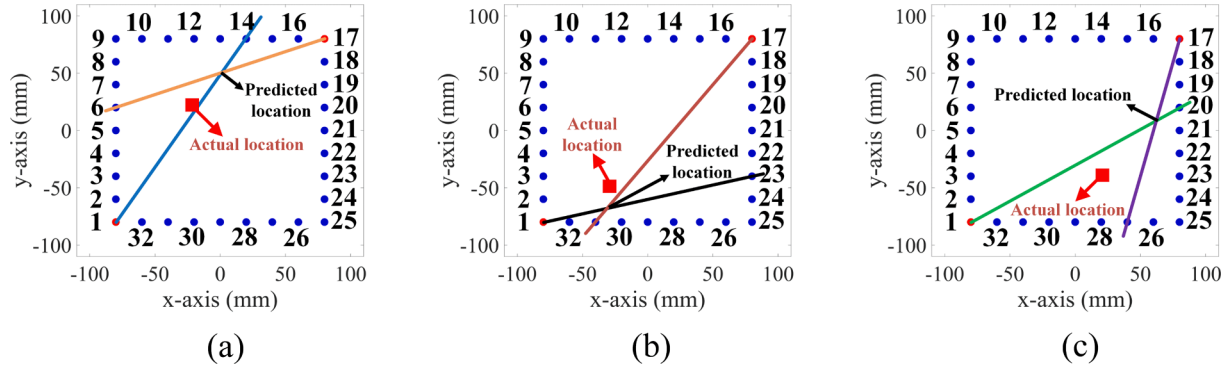 100
50
0
-50
-100
y-axis (mm)
10 12 14 16
9 17
8 18
7 19
6 20
5 21
4 22
3 23
2 24
1 25
32 30 28 26
Predicted
location
Actual location
-100 -50 0 50 100
x-axis (mm)
(a)
100
50
0
-50
-100
y-axis (mm)
10 12 14 16
9 17
8 18
7 19
6 20
5 21
4 22
3 23
2 24
1 25
32 30 28 26
Actual
location
Predicted
location
-100 -50 0 50 100
x-axis (mm)
(b)
100
50
0
-50
-100
y-axis (mm)
10 12 14 16
9 17
8 18
7 19
6 20
5 21
4 22
3 23
2 24
1 25
32 30 28 26
Predicted location
Actual location
-100 -50 0 50 100
x-axis (mm)
(c)